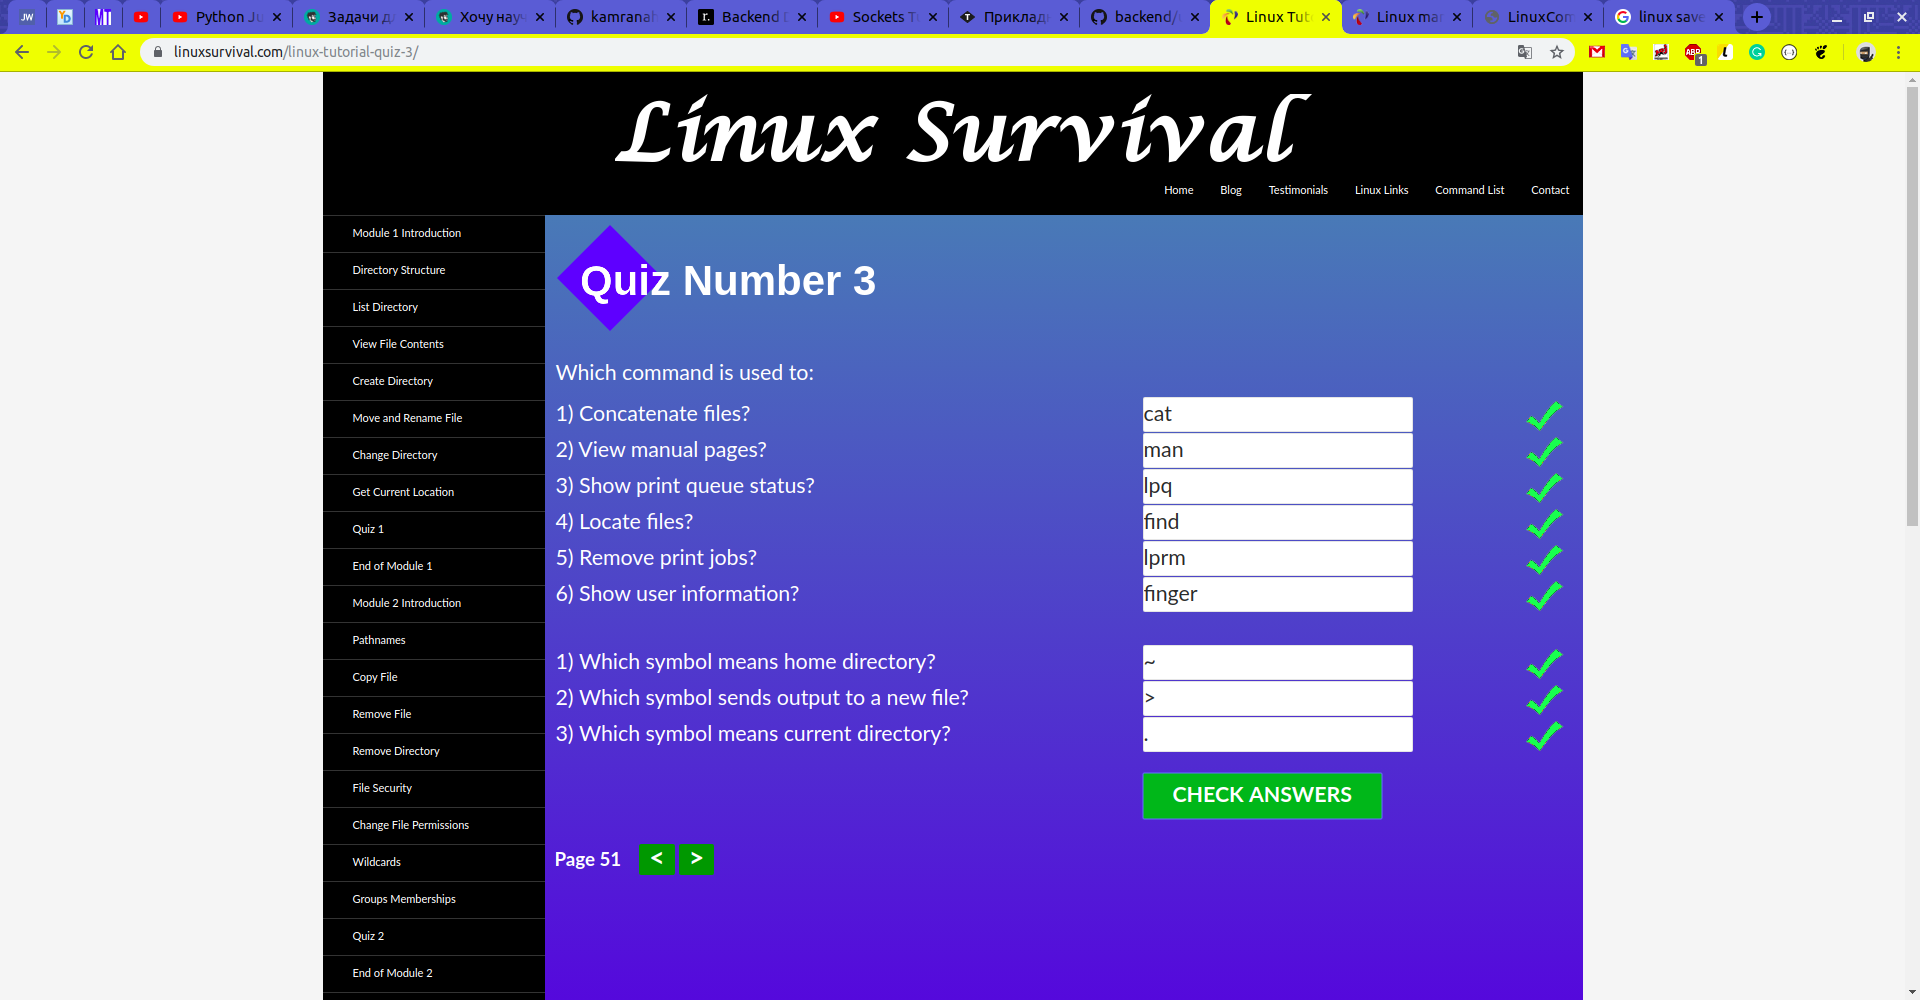 JW
YD
Python Ju
Задачи д
Хочу нау
kamranah
r. Backend D
Sockets T
Приклад
backend/
Linux Tut
Linux ma
LinuxCom
linux save
linuxsurvival.com/linux-tutorial-quiz-3/
ABP
1
Linux Survival
Home Blog Testimonials Linux Links Command List Contact
Module 1 Introduction
Directory Structure
List Directory
View File Contents
Create Directory
Move and Rename File
Change Directory
Get Current Location
Quiz 1
End of Module 1
Module 2 Introduction
Pathnames
Copy File
Remove File
Remove Directory
File Security
Change File Permissions
Wildcards
Groups Memberships
Quiz 2
End of Module 2
Quiz Number 3
Which command is used to:
1) Concatenate files? cat
2) View manual pages? man
3) Show print queue status? lpq
4) Locate files? find
5) Remove print jobs? lprm
6) Show user information? finger
1) Which symbol means home directory? ~
2) Which symbol sends output to a new file? >
3) Which symbol means current directory? .
CHECK ANSWERS
Page 51 < >